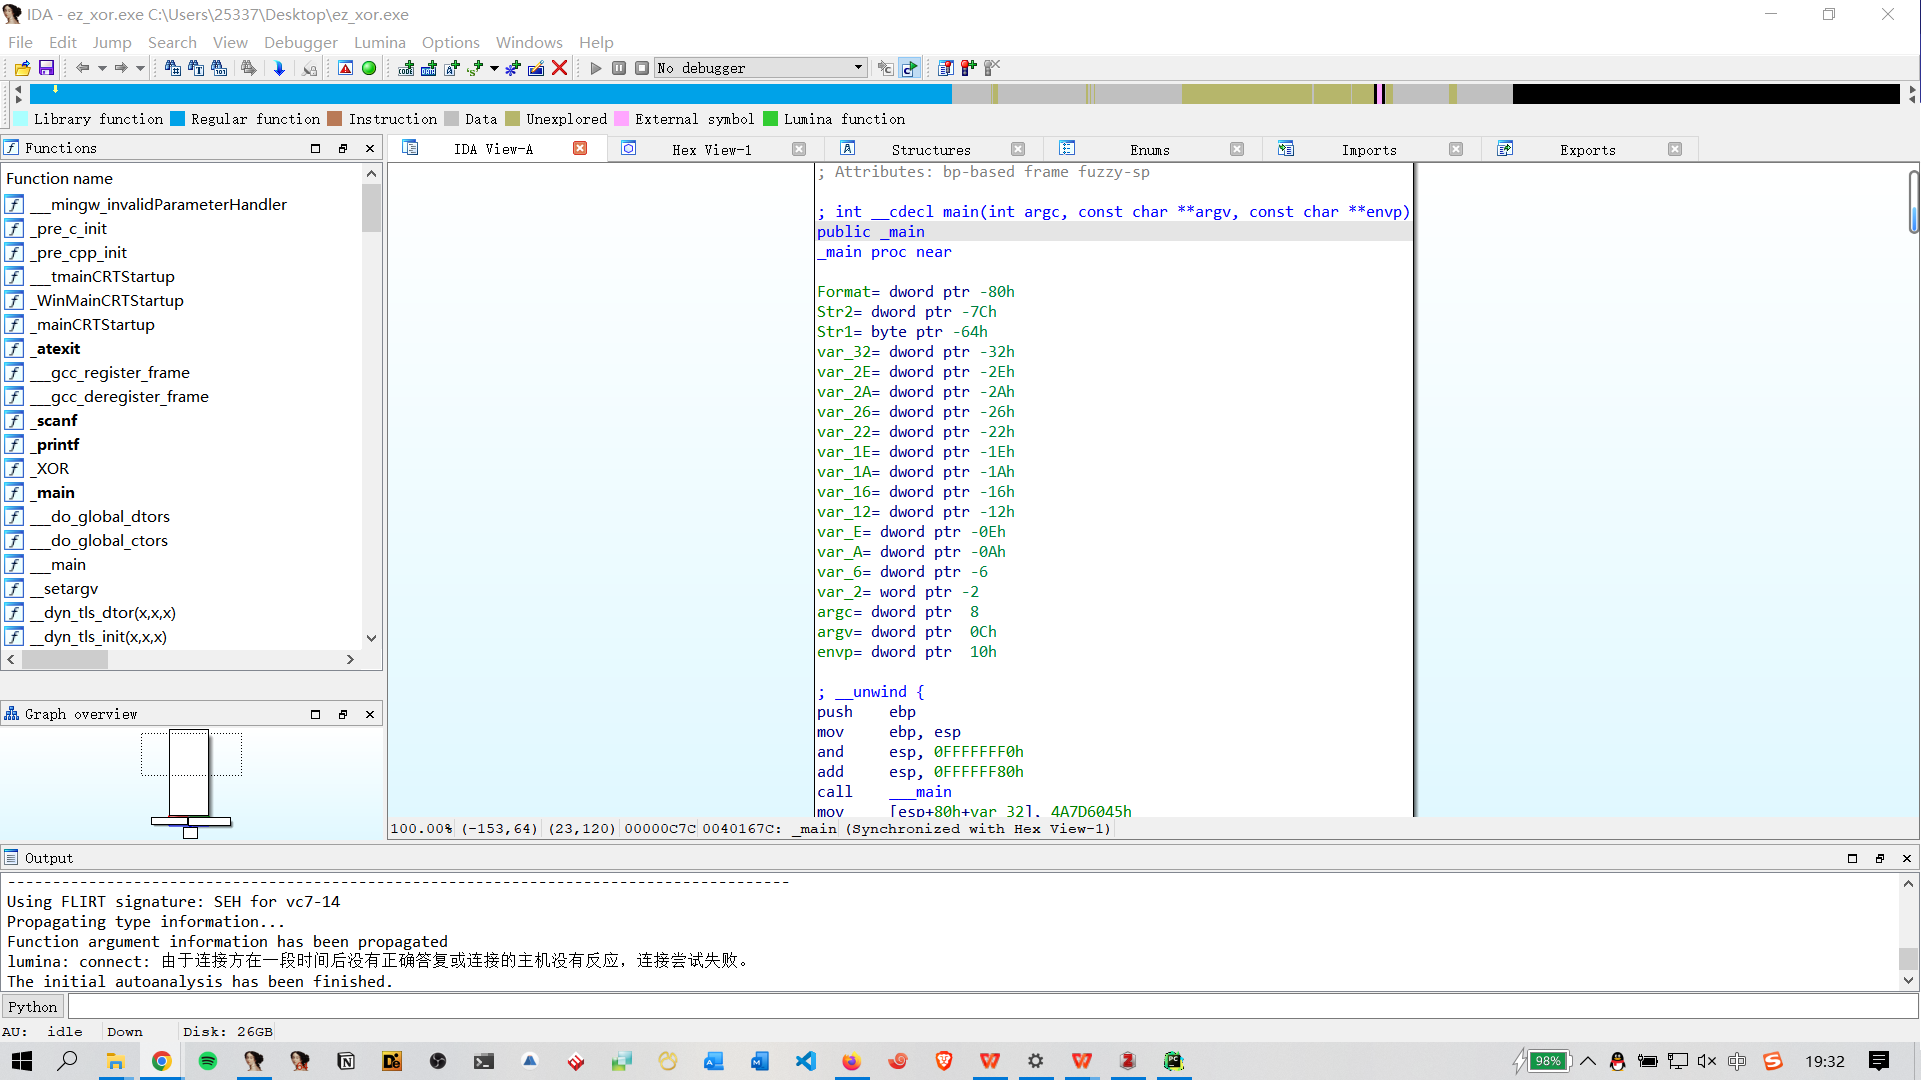 IDA - ez_xor.exe C:\Users\25337\Desktop\ez_xor.exe
File Edit Jump Search View Debugger Lumina Options Windows Help
No debugger
Library function Regular function Instruction Data Unexplored External symbol Lumina function
Functions
Function name
___mingw_invalidParameterHandler
_pre_c_init
_pre_cpp_init
___tmainCRTStartup
_WinMainCRTStartup
_mainCRTStartup
_atexit
___gcc_register_frame
___gcc_deregister_frame
_scanf
_printf
_XOR
_main
___do_global_dtors
___do_global_ctors
___main
__setargv
__dyn_tls_dtor(x,x,x)
__dyn_tls_init(x,x,x)
Graph overview
IDA View-A Hex View-1 Structures Enums Imports Exports
; Attributes: bp-based frame fuzzy-sp
; int __cdecl main(int argc, const char **argv, const char **envp)
public _main
_main proc near
Format= dword ptr -80h
Str2= dword ptr -7Ch
Str1= byte ptr -64h
var_32= dword ptr -32h
var_2E= dword ptr -2Eh
var_2A= dword ptr -2Ah
var_26= dword ptr -26h
var_22= dword ptr -22h
var_1E= dword ptr -1Eh
var_1A= dword ptr -1Ah
var_16= dword ptr -16h
var_12= dword ptr -12h
var_E= dword ptr -0Eh
var_A= dword ptr -0Ah
var_6= dword ptr -6
var_2= word ptr -2
argc= dword ptr  8
argv= dword ptr  0Ch
envp= dword ptr  10h
; __unwind {
push    ebp
mov     ebp, esp
and     esp, 0FFFFFFF0h
add     esp, 0FFFFFF80h
call    ___main
mov     [esp+80h+var_32], 4A7D6045h
100.00% (-153,64) (23,120) 00000C7C 0040167C: _main (Synchronized with Hex View-1)
Output
Using FLIRT signature: SEH for vc7-14
Propagating type information...
Function argument information has been propagated
lumina: connect: 由于连接方在一段时间后没有正确答复或连接的主机没有反应，连接尝试失败。
The initial autoanalysis has been finished.
Python
AU: idle Down Disk: 26GB
98% 中 19:32